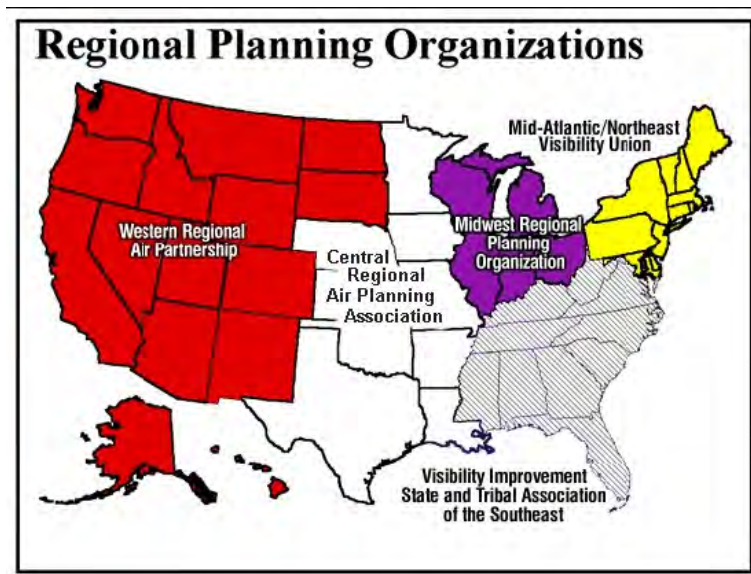 Regional Planning Organizations
Mid-Atlantic/Northeast
Visibility Union
Western Regional
Air Partnership
Central
Regional
Air Planning
Association
Midwest Regional
Planning
Organization
Visibility Improvement
State and Tribal Association
of the Southeast